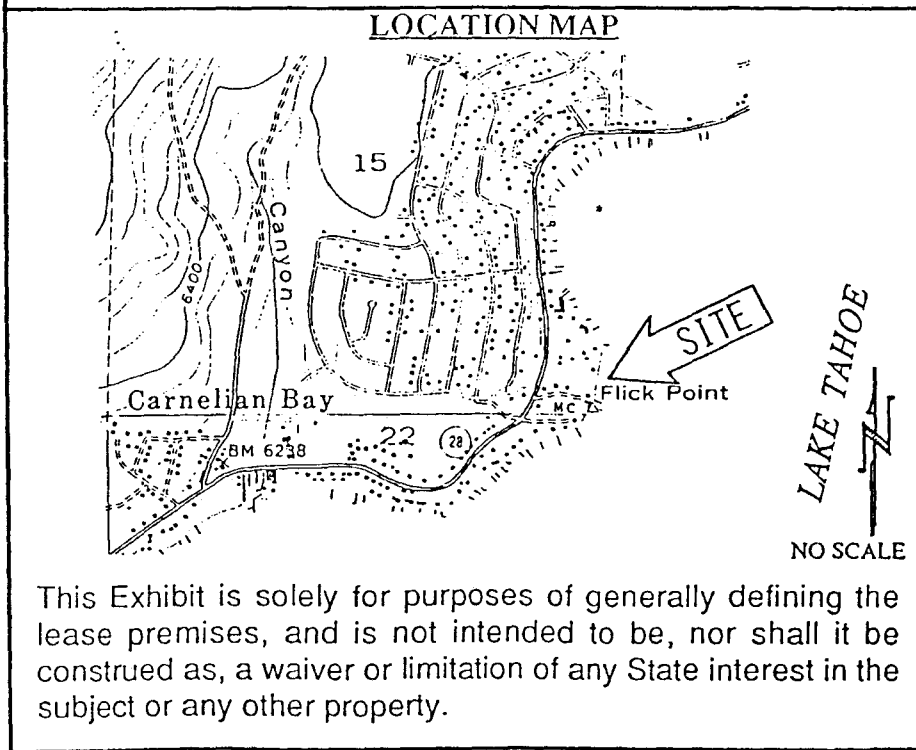 LOCATION MAP
15
Canyon
6400
SITE
Flick Point
MC
Carnelian Bay
22
28
BM 6238
LAKE TAHOE
NO SCALE
This Exhibit is solely for purposes of generally defining the
lease premises, and is not intended to be, nor shall it be
construed as, a waiver or limitation of any State interest in the
subject or any other property.